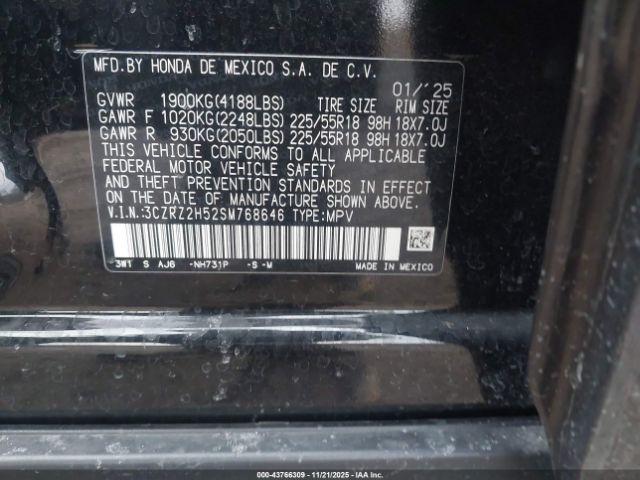 MFD.BY HONDA DE MEXICO S.A. DE C.V.
01/'25
GVWR 1900KG(4188LBS) TIRE SIZE RIM SIZE
GAWR F 1020KG(2248LBS) 225/55R18 98H 18X7.0J
GAWR R 930KG(2050LBS) 225/55R18 98H 18X7.0J
THIS VEHICLE CONFORMS TO ALL APPLICABLE
FEDERAL MOTOR VEHICLE SAFETY
AND THEFT PREVENTION STANDARDS IN EFFECT
ON THE DATE OF MANUFACTURE SHOWN ABOVE.
V.I.N.:3CZRZ2H52SM768646 TYPE:MPV
3W1 S AJ6 -NH731P -S-M MADE IN MEXICO
000-43766309 - 11/21/2025 - IAA Inc.